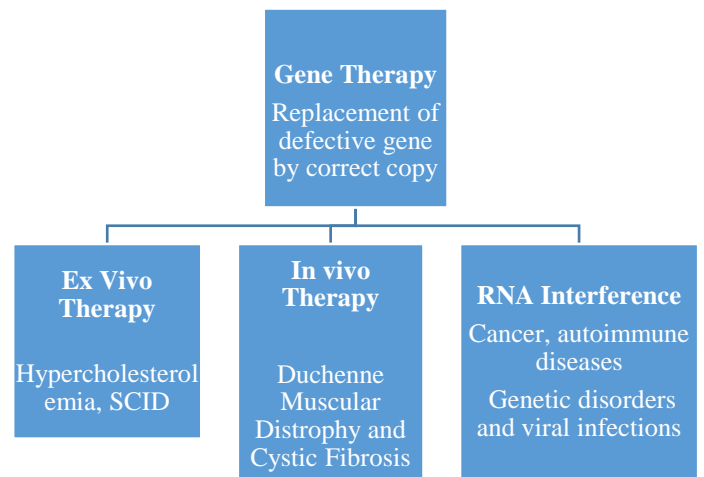 Gene Therapy
Replacement of
defective gene
by correct copy
Ex Vivo
Therapy
Hypercholesterol
emia, SCID
In vivo
Therapy
Duchenne
Muscular
Distrophy and
Cystic Fibrosis
RNA Interference
Cancer, autoimmune
diseases
Genetic disorders
and viral infections